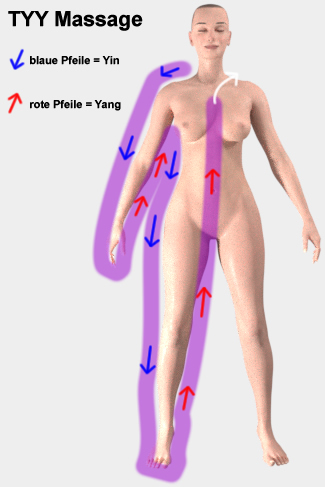 TYY Massage
blaue Pfeile = Yin
rote Pfeile = Yang